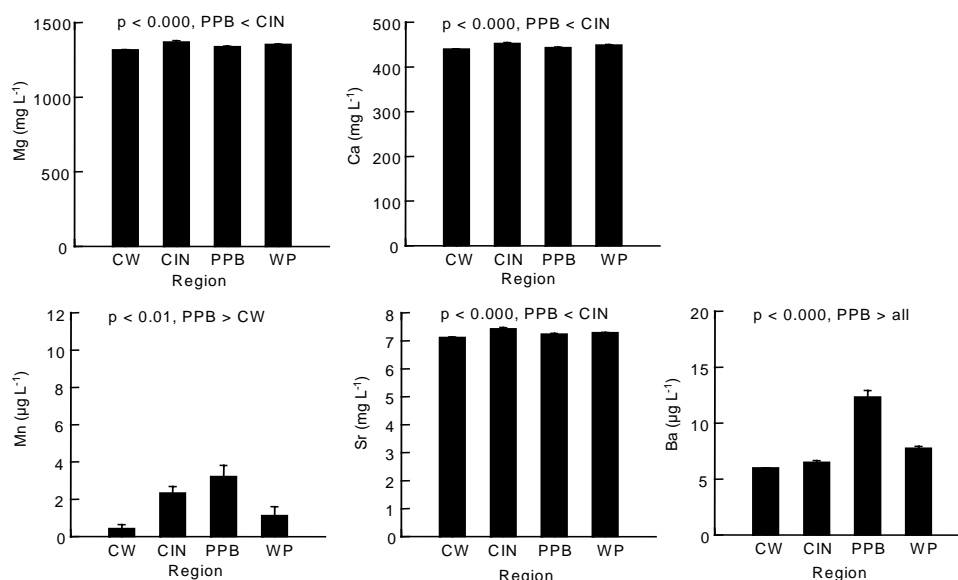 p < 0.000, PPB < CIN
1500
1000
500
0
Mg (mg L-1)
CW CIN PPB WP
Region
p < 0.000, PPB < CIN
500
400
300
200
100
0
Ca (mg L-1)
CW CIN PPB WP
Region
p < 0.01, PPB > CW
12
10
8
6
4
2
0
Mn (µg L-1)
CW CIN PPB WP
Region
p < 0.000, PPB < CIN
8
7
6
5
4
3
2
1
0
Sr (mg L-1)
CW CIN PPB WP
Region
p < 0.000, PPB > all
20
15
10
5
0
Ba (µg L-1)
CW CIN PPB WP
Region